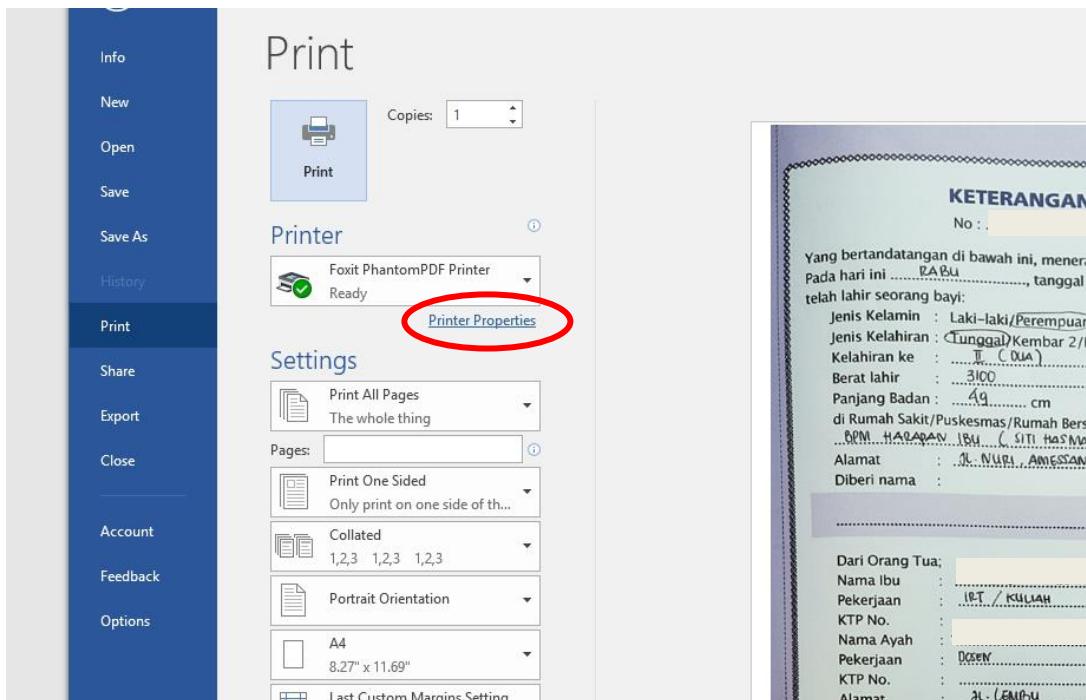 Info
New
Open
Save
Save As
History
Print
Share
Export
Close
Account
Feedback
Options
Print
Copies: 1
Print
Printer
Foxit PhantomPDF Printer
Ready
Printer Properties
Settings
Print All Pages
The whole thing
Pages:
Print One Sided
Only print on one side of th...
Collated
1,2,3 1,2,3 1,2,3
Portrait Orientation
A4
8.27" x 11.69"
Last Custom Margins Setting
KETERANGAN
No :
Yang bertandatangan di bawah ini, menera
Pada hari ini RABU, tanggal
telah lahir seorang bayi:
Jenis Kelamin : Laki-laki/Perempuan
Jenis Kelahiran : Tunggal/Kembar 2/
Kelahiran ke : II (DUA)
Berat lahir : 3100
Panjang Badan : 49 cm
di Rumah Sakit/Puskesmas/Rumah Bers
BPM HARAPAN IBU ( SITI HASMA
Alamat : JL. NURI, AMESSAN
Diberi nama :
Dari Orang Tua;
Nama Ibu :
Pekerjaan : IRT / KULIAH
KTP No. :
Nama Ayah :
Pekerjaan : DOSEN
KTP No. :
Alamat : JL.